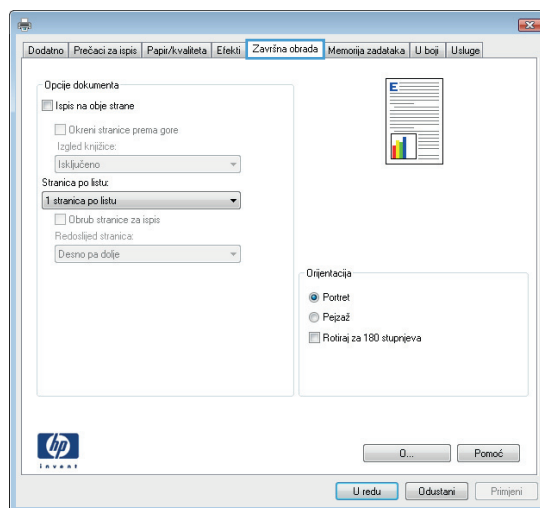 Dodatno Prečaci za ispis Papir/kvaliteta Efekti Završna obrada Memorija zadataka U boji Usluge
Opcije dokumenta
Ispis na obje strane
Okreni stranice prema gore
Izgled knjižice:
Isključeno
Stranica po listu:
1 stranica po listu
Obrub stranice za ispis
Redoslijed stranica:
Desno pa dolje
E
Orijentacija
Portret
Pejzaž
Rotiraj za 180 stupnjeva
hp
invent
O...
Pomoć
U redu
Odustani
Primjeni